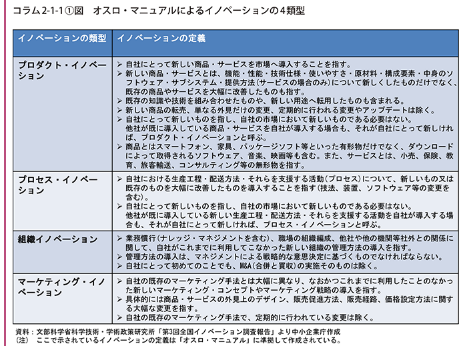 コラム2-1-1①図　オスロ・マニュアルによるイノベーションの4類型
イノベーションの類型
イノベーションの定義
プロダクト・イノベー
ション
➢ 自社にとって新しい商品・サービスを市場へ導入することを指す。
➢ 新しい商品・サービスとは、機能・性能・技術仕様・使いやすさ・原材料・構成要素・中身のソ
フトウェア・サブシステム・提供方法（サービスの場合のみ）について新しくしたものだけでなく、
既存の商品やサービスを大幅に改善したものも指す。
➢ 既存の知識や技術を組み合わせたものや、新しい用途へ転用したものも含まれる。
➢ 新しい商品の転売、単なる外見だけの変更、定期的に行われる変更やアップデートは除く。
➢ 自社にとって新しいものを指し、自社の市場において新しいものである必要はない。
他社が既に導入している商品・サービスを自社が導入する場合も、それが自社にとって新しけれ
ば、プロダクト・イノベーションと呼ぶ。
➢ 商品とはスマートフォン、家具、パッケージソフト等といった有形物だけでなく、ダウンロード
によって取得されるソフトウェア、音楽、映画等も含む。また、サービスとは、小売、保険、教
育、旅客輸送、コンサルティング等の無形物を指す。
プロセス・イノベー
ション
➢ 自社における生産工程・配送方法・それらを支援する活動（プロセス）について、新しいもの又は
既存のものを大幅に改善したものを導入することを指す（技法、装置、ソフトウェア等の変更を
含む）。
➢ 自社にとって新しいものを指し、自社の市場において新しいものである必要はない。
他社が既に導入している新しい生産工程・配送方法・それらを支援する活動を自社が導入する場
合も、それが自社にとって新しければ、プロセス・イノベーションと呼ぶ。
組織イノベーション
➢ 業務慣行（ナレッジ・マネジメントを含む）、職場の組織編成、他社や他の機関等社外との関係に
関して、自社がこれまでに利用してこなかった新しい組織の管理方法の導入を指す。
➢ 管理方法の導入は、マネジメントによる戦略的な意思決定に基づくものでなければならない。
➢ 自社にとって初めてのことでも、M&A（合併と買収）の実施そのものは除く。
マーケティング・イノ
ベーション
➢ 自社の既存のマーケティング手法とは大幅に異なり、なおかつこれまでに利用したことのなかっ
た新しいマーケティング・コンセプトやマーケティング戦略の導入を指す。
➢ 具体的には商品・サービスの外見上のデザイン、販売促進方法、販売経路、価格設定方法に関す
る大幅な変更を指す。
➢ 自社の既存のマーケティング手法で、定期的に行われている変更は除く。
資料：文部科学省科学技術・学術政策研究所「第3回全国イノベーション調査報告」より中小企業庁作成
（注）　ここで示されているイノベーションの定義は「オスロ・マニュアル」に準拠して作成されている。